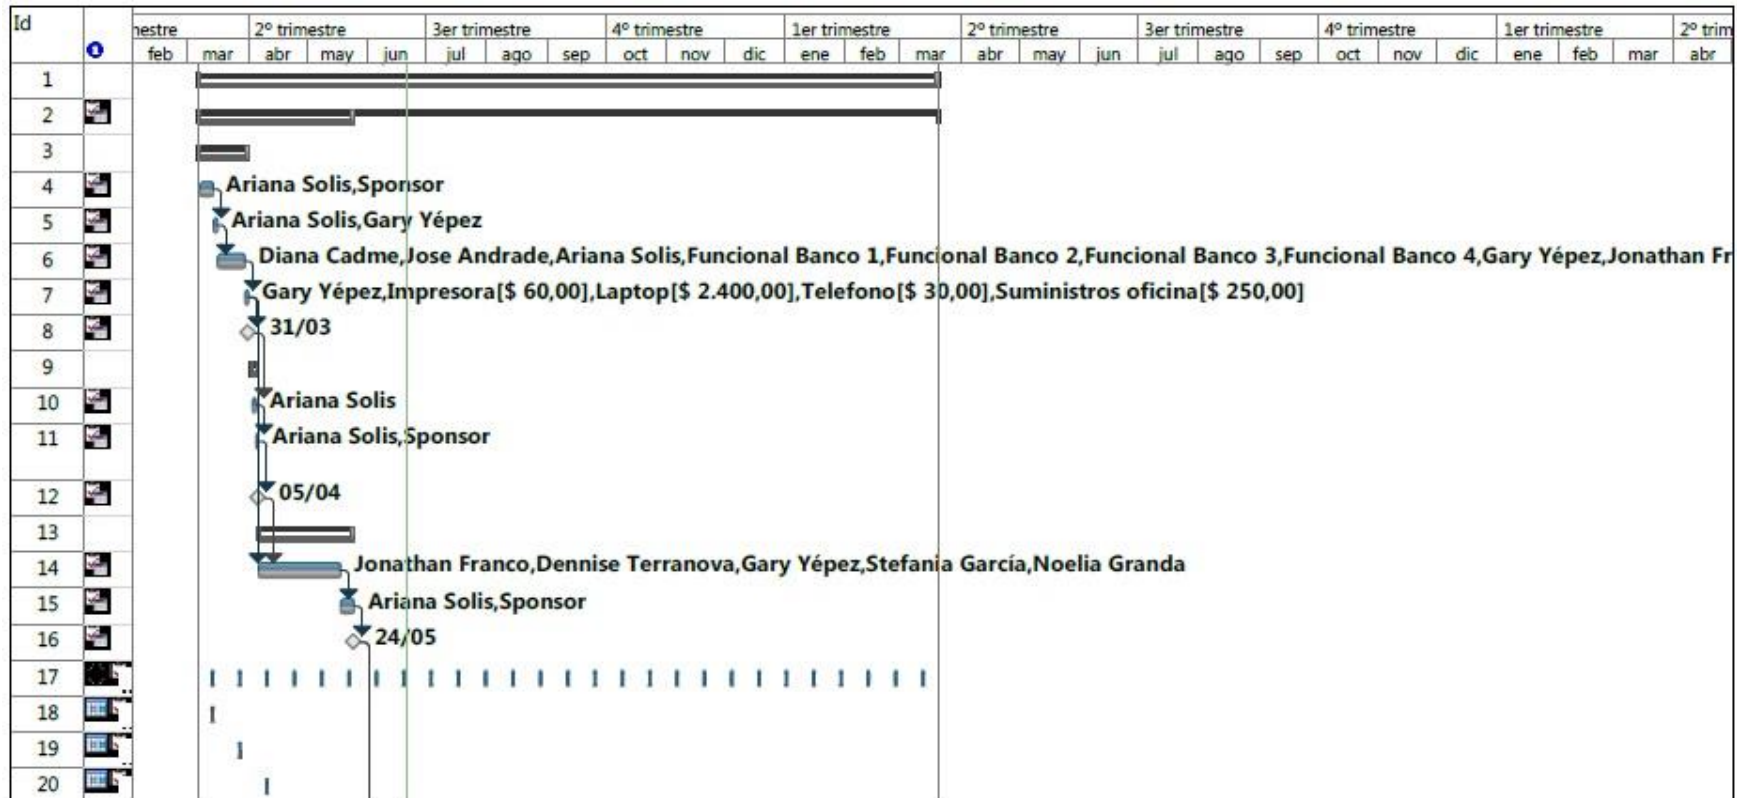 Id
nestre 2º trimestre 3er trimestre 4º trimestre 1er trimestre 2º trimestre 3er trimestre 4º trimestre 1er trimestre 2º trim
feb mar abr may jun jul ago sep oct nov dic ene feb mar abr may jun jul ago sep oct nov dic ene feb mar abr
1
2
3
4 Ariana Solis,Sponsor
5 Ariana Solis,Gary Yépez
6 Diana Cadme,Jose Andrade,Ariana Solis,Funcional Banco 1,Funcional Banco 2,Funcional Banco 3,Funcional Banco 4,Gary Yépez,Jonathan Fr
7 Gary Yépez,Impresora[$ 60,00],Laptop[$ 2.400,00],Telefono[$ 30,00],Suministros oficina[$ 250,00]
8 31/03
9
10 Ariana Solis
11 Ariana Solis,Sponsor
12 05/04
13
14 Jonathan Franco,Dennise Terranova,Gary Yépez,Stefania García,Noelia Granda
15 Ariana Solis,Sponsor
16 24/05
17
18
19
20